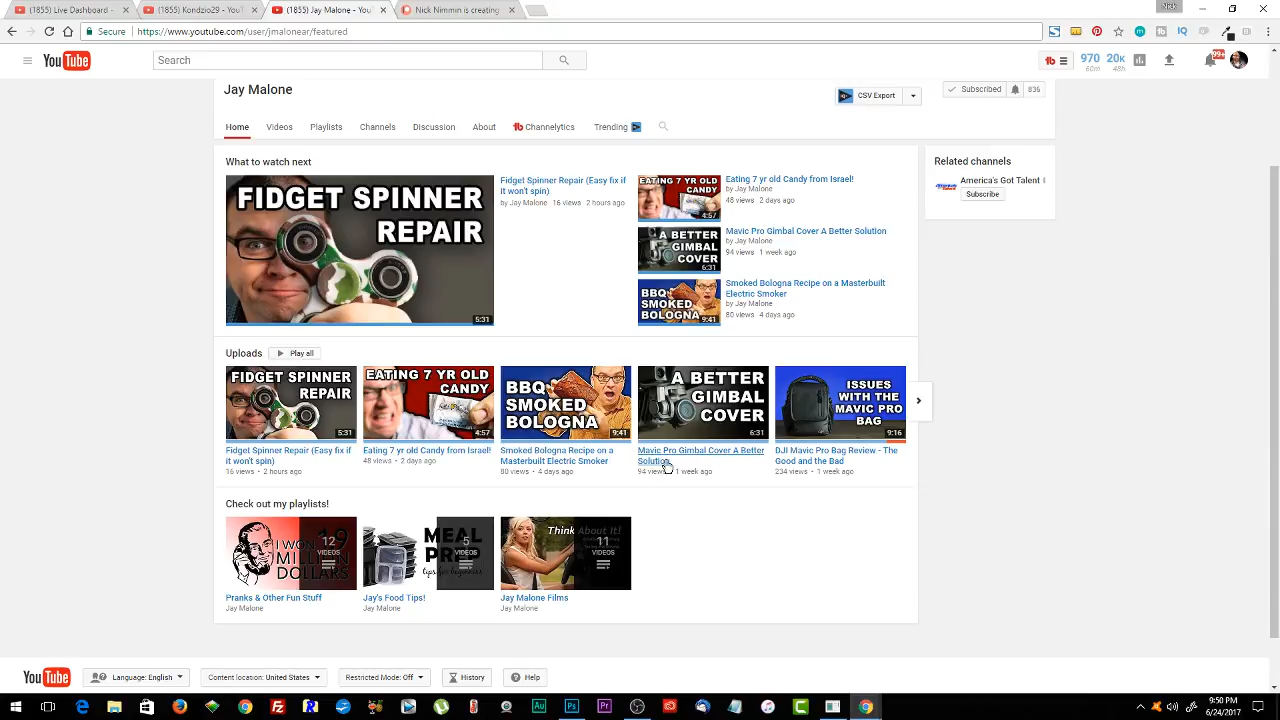 (1855) Live Dashboard -
(1855) Kondzio29 - YouT
(1855) Jay Malone - You
Nick Nimmin is creating
Nick
Secure
https://www.youtube.com/user/jmalonear/featured
YouTube
Search
970 20K
60m 48h
99+
Jay Malone
CSV Export
Subscribed
836
Home
Videos
Playlists
Channels
Discussion
About
tb Channelytics
Trending
What to watch next
FIDGET SPINNER
REPAIR
5:31
Fidget Spinner Repair (Easy fix if
it won't spin)
by Jay Malone 16 views 2 hours ago
EATING 7 YR OLD
CANDY
4:57
Eating 7 yr old Candy from Israel!
by Jay Malone
48 views 2 days ago
A BETTER
GIMBAL
COVER
6:31
Mavic Pro Gimbal Cover A Better Solution
by Jay Malone
94 views 1 week ago
BBQ
SMOKED
BOLOGNA
9:41
Smoked Bologna Recipe on a Masterbuilt
Electric Smoker
by Jay Malone
80 views 4 days ago
Related channels
America's Got Talent
Subscribe
Uploads
Play all
FIDGET SPINNER
REPAIR
5:31
Fidget Spinner Repair (Easy fix if
it won't spin)
16 views • 2 hours ago
EATING 7 YR OLD
CANDY
4:57
Eating 7 yr old Candy from Israel!
48 views • 2 days ago
BBQ
SMOKED
BOLOGNA
9:41
Smoked Bologna Recipe on a
Masterbuilt Electric Smoker
80 views • 4 days ago
A BETTER
GIMBAL
COVER
6:31
Mavic Pro Gimbal Cover A Better
Solution
94 views 1 week ago
ISSUES
WITH THE
MAVIC PRO
BAG
9:16
DJI Mavic Pro Bag Review - The
Good and the Bad
234 views • 1 week ago
Check out my playlists!
I WON
MILLI
DOLLARS
12
VIDEOS
Pranks & Other Fun Stuff
Jay Malone
MEAL
PREP
5
VIDEOS
Jay's Food Tips!
Jay Malone
Think About It!
11
VIDEOS
Jay Malone Films
Jay Malone
YouTube
Language: English
Content location: United States
Restricted Mode: Off
History
Help
9:50 PM
6/24/2017